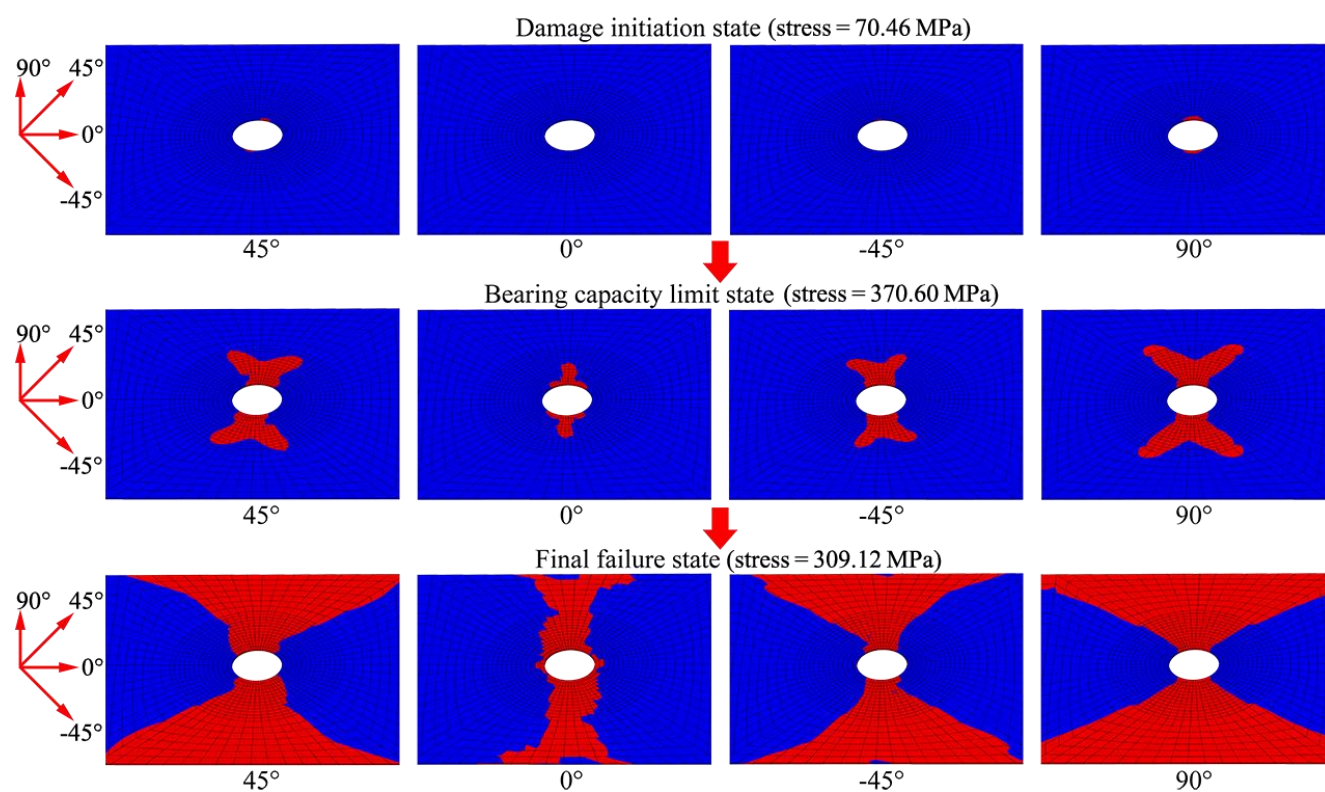 Damage initiation state (stress = 70.46 MPa)
90° 45°
0°
-45°
45° 0° -45° 90°
Bearing capacity limit state (stress = 370.60 MPa)
90° 45°
0°
-45°
45° 0° -45° 90°
Final failure state (stress = 309.12 MPa)
90° 45°
0°
-45°
45° 0° -45° 90°